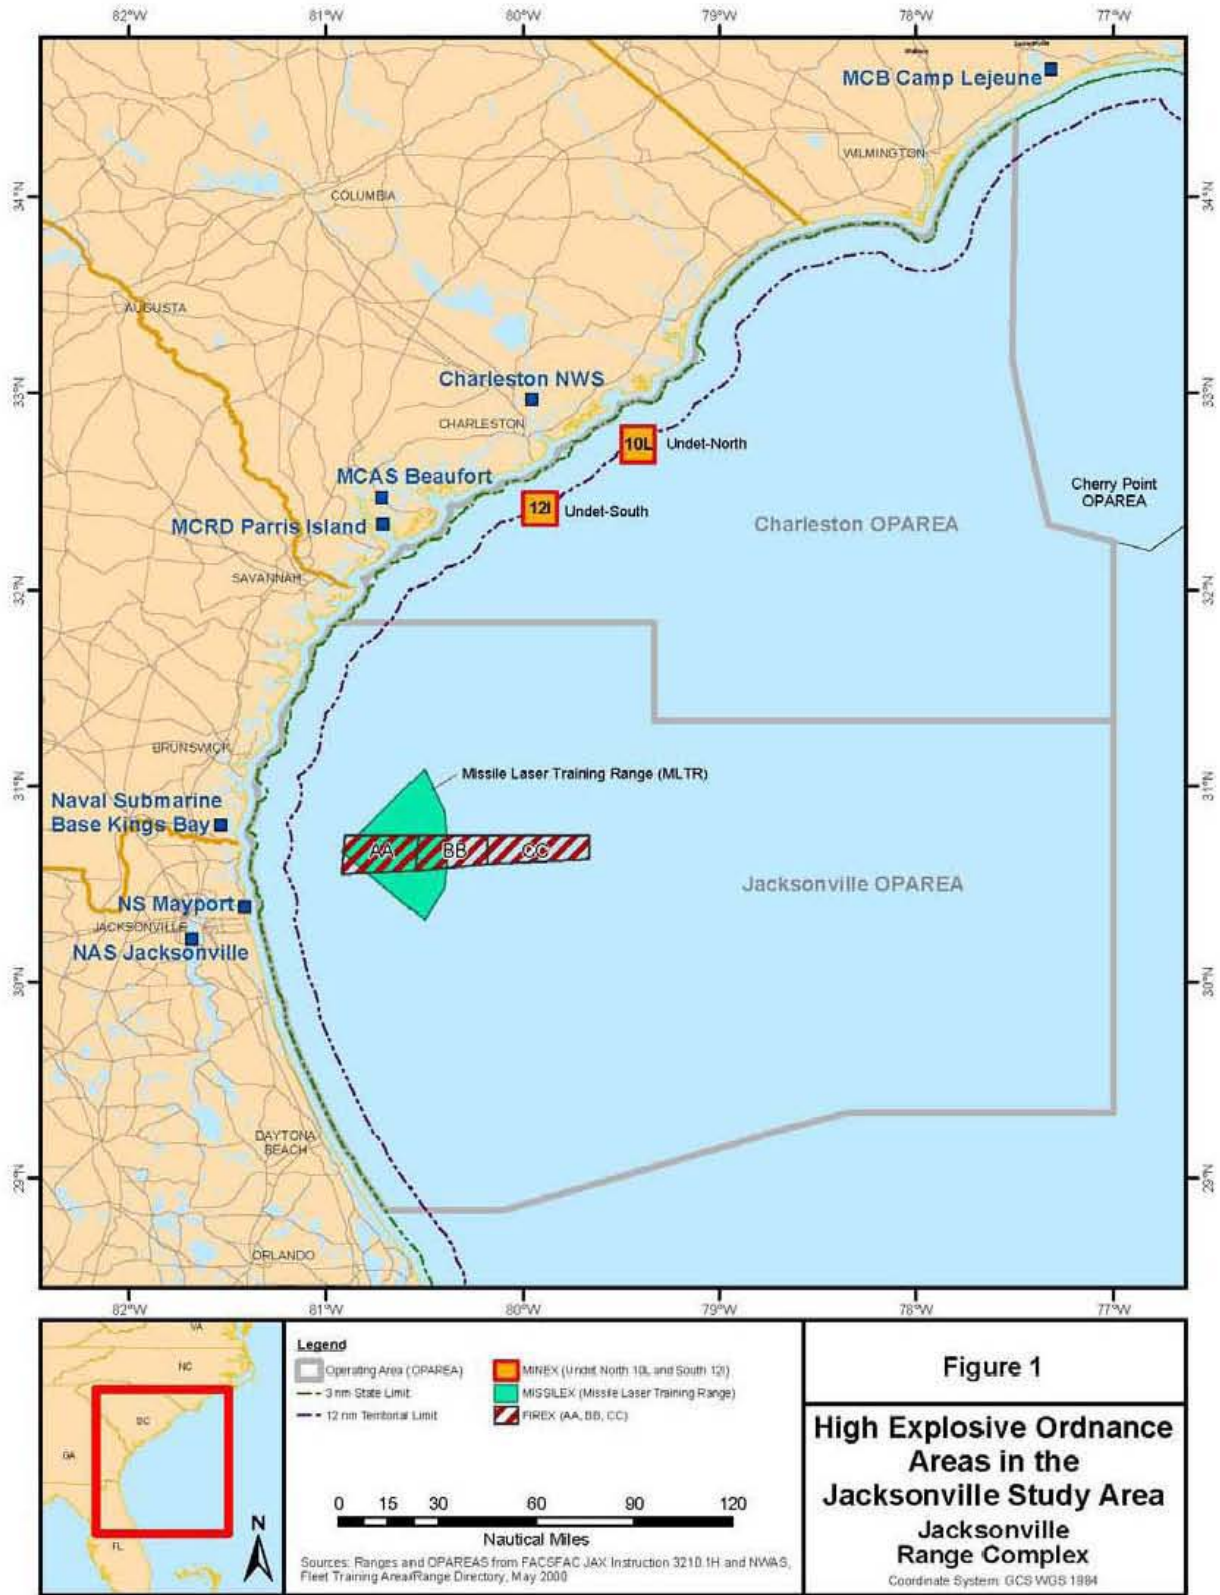 82°W 81°W 80°W 79°W 78°W 77°W
MCB Camp Lejeune
WILMINGTON
34°N 34°N
COLUMBIA
AUGUSTA
33°N 33°N
Charleston NWS
CHARLESTON
10L Undet-North
MCAS Beaufort
Cherry Point
OPAREA
12I Undet-South
MCRD Parris Island
Charleston OPAREA
SAVANNAH
32°N 32°N
BRUNSWICK
Missile Laser Training Range (MLTR)
31°N 31°N
Naval Submarine
Base Kings Bay
AA BB CC
Jacksonville OPAREA
NS Mayport
JACKSONVILLE
NAS Jacksonville
30°N 30°N
DAYTONA
BEACH
29°N 29°N
ORLANDO
82°W 81°W 80°W 79°W 78°W 77°W
VA
NC
SC
GA
FL
N
Legend
Operating Area (OPAREA)
3 nm State Limit
12 nm Territorial Limit
MINEX (Undet North 10L and South 12I)
MISSILEX (Missile Laser Training Range)
FIREX (AA, BB, CC)
0 15 30 60 90 120
Nautical Miles
Sources: Ranges and OPAREAS from FACSFAC JAX Instruction 3210.1H and NWAS,
Fleet Training Area/Range Directory, May 2000
Figure 1
High Explosive Ordnance
Areas in the
Jacksonville Study Area
Jacksonville
Range Complex
Coordinate System: GCS WGS 1984